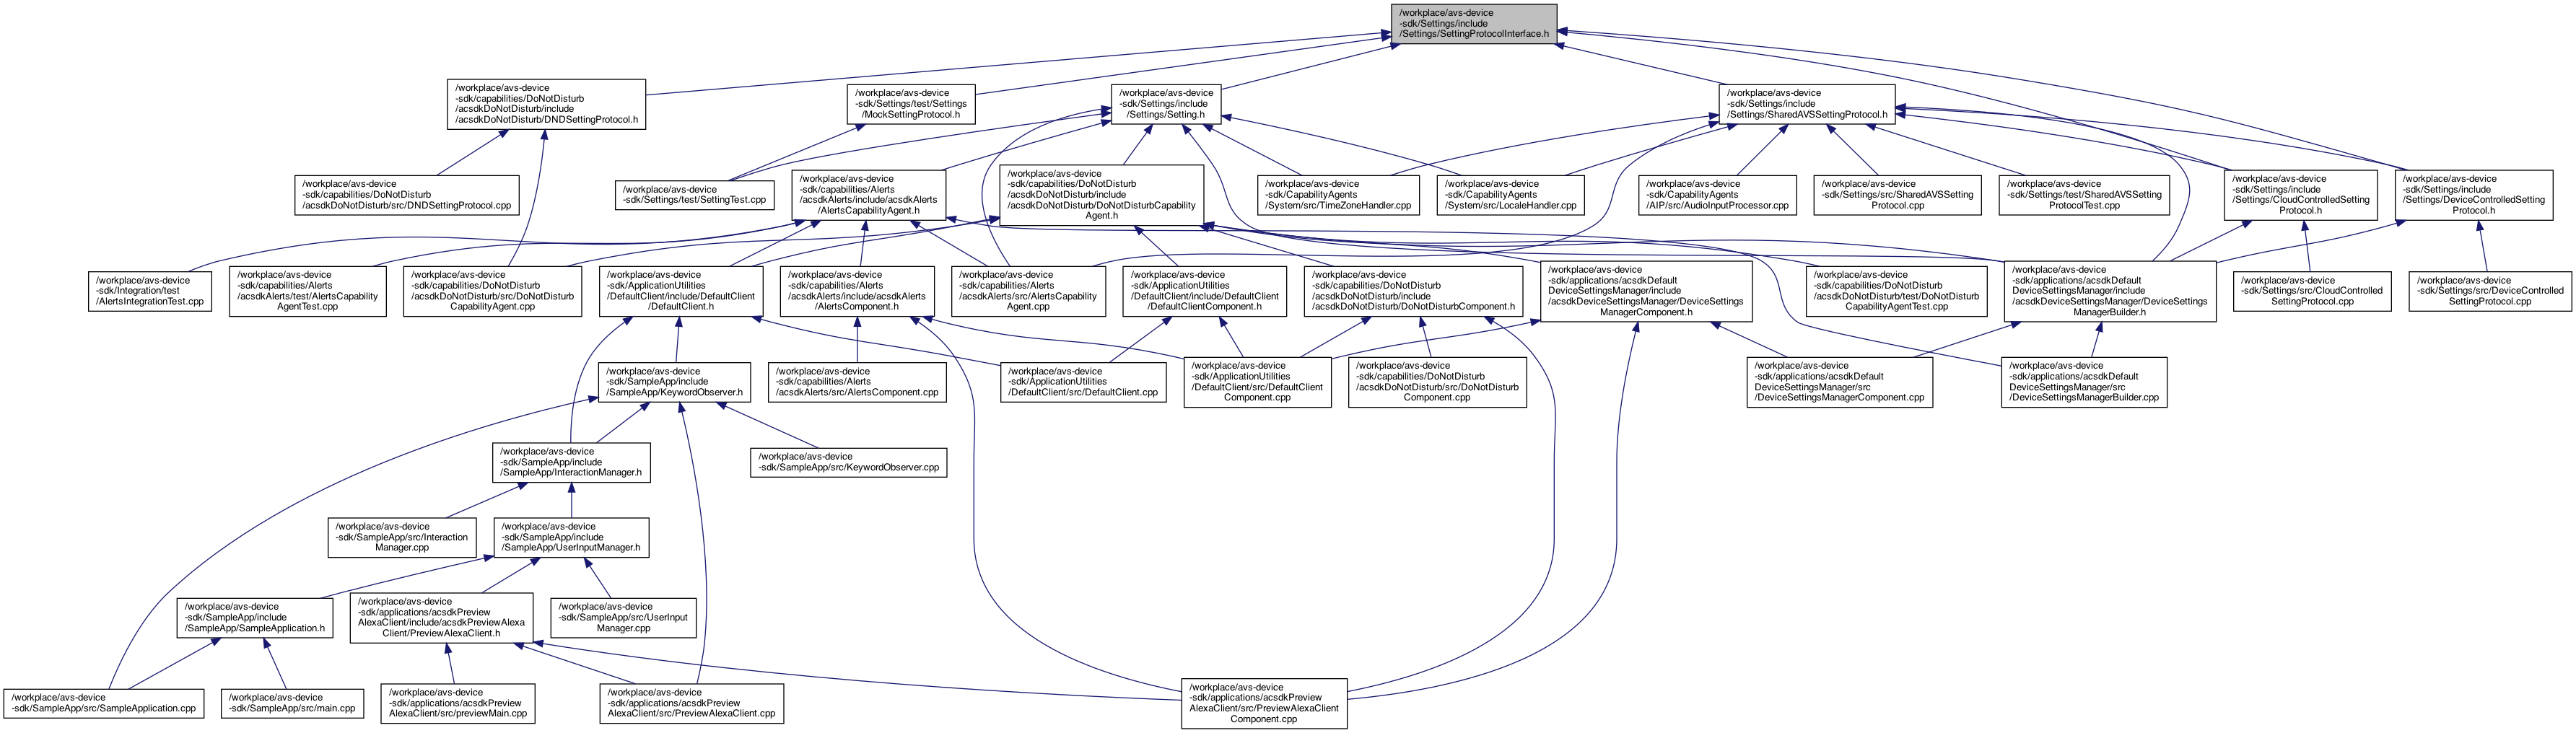 /workplace/avs-device
-sdk/Settings/include
/Settings/SettingProtocolInterface.h
/workplace/avs-device
-sdk/capabilities/DoNotDisturb
/acsdkDoNotDisturb/include
/acsdkDoNotDisturb/DNDSettingProtocol.h
/workplace/avs-device
-sdk/Settings/test/Settings
/MockSettingProtocol.h
/workplace/avs-device
-sdk/Settings/include
/Settings/Setting.h
/workplace/avs-device
-sdk/Settings/include
/Settings/SharedAVSSettingProtocol.h
/workplace/avs-device
-sdk/capabilities/DoNotDisturb
/acsdkDoNotDisturb/src/DNDSettingProtocol.cpp
/workplace/avs-device
-sdk/Settings/test/SettingTest.cpp
/workplace/avs-device
-sdk/capabilities/Alerts
/acsdkAlerts/include/acsdkAlerts
/AlertsCapabilityAgent.h
/workplace/avs-device
-sdk/capabilities/DoNotDisturb
/acsdkDoNotDisturb/include
/acsdkDoNotDisturb/DoNotDisturbCapability
Agent.h
/workplace/avs-device
-sdk/CapabilityAgents
/System/src/TimeZoneHandler.cpp
/workplace/avs-device
-sdk/CapabilityAgents
/System/src/LocaleHandler.cpp
/workplace/avs-device
-sdk/CapabilityAgents
/AIP/src/AudioInputProcessor.cpp
/workplace/avs-device
-sdk/Settings/src/SharedAVSSetting
Protocol.cpp
/workplace/avs-device
-sdk/Settings/test/SharedAVSSetting
ProtocolTest.cpp
/workplace/avs-device
-sdk/Settings/include
/Settings/CloudControlledSetting
Protocol.h
/workplace/avs-device
-sdk/Settings/include
/Settings/DeviceControlledSetting
Protocol.h
/workplace/avs-device
-sdk/Integration/test
/AlertsIntegrationTest.cpp
/workplace/avs-device
-sdk/capabilities/Alerts
/acsdkAlerts/test/AlertsCapability
AgentTest.cpp
/workplace/avs-device
-sdk/capabilities/DoNotDisturb
/acsdkDoNotDisturb/src/DoNotDisturb
CapabilityAgent.cpp
/workplace/avs-device
-sdk/ApplicationUtilities
/DefaultClient/include/DefaultClient
/DefaultClient.h
/workplace/avs-device
-sdk/capabilities/Alerts
/acsdkAlerts/include/acsdkAlerts
/AlertsComponent.h
/workplace/avs-device
-sdk/capabilities/Alerts
/acsdkAlerts/src/AlertsCapability
Agent.cpp
/workplace/avs-device
-sdk/ApplicationUtilities
/DefaultClient/include/DefaultClient
/DefaultClientComponent.h
/workplace/avs-device
-sdk/capabilities/DoNotDisturb
/acsdkDoNotDisturb/include
/acsdkDoNotDisturb/DoNotDisturbComponent.h
/workplace/avs-device
-sdk/applications/acsdkDefault
DeviceSettingsManager/include
/acsdkDeviceSettingsManager/DeviceSettings
ManagerComponent.h
/workplace/avs-device
-sdk/capabilities/DoNotDisturb
/acsdkDoNotDisturb/test/DoNotDisturb
CapabilityAgentTest.cpp
/workplace/avs-device
-sdk/applications/acsdkDefault
DeviceSettingsManager/include
/acsdkDeviceSettingsManager/DeviceSettings
ManagerBuilder.h
/workplace/avs-device
-sdk/Settings/src/CloudControlled
SettingProtocol.cpp
/workplace/avs-device
-sdk/Settings/src/DeviceControlled
SettingProtocol.cpp
/workplace/avs-device
-sdk/SampleApp/include
/SampleApp/KeywordObserver.h
/workplace/avs-device
-sdk/capabilities/Alerts
/acsdkAlerts/src/AlertsComponent.cpp
/workplace/avs-device
-sdk/ApplicationUtilities
/DefaultClient/src/DefaultClient.cpp
/workplace/avs-device
-sdk/ApplicationUtilities
/DefaultClient/src/DefaultClient
Component.cpp
/workplace/avs-device
-sdk/capabilities/DoNotDisturb
/acsdkDoNotDisturb/src/DoNotDisturb
Component.cpp
/workplace/avs-device
-sdk/applications/acsdkDefault
DeviceSettingsManager/src
/DeviceSettingsManagerComponent.cpp
/workplace/avs-device
-sdk/applications/acsdkDefault
DeviceSettingsManager/src
/DeviceSettingsManagerBuilder.cpp
/workplace/avs-device
-sdk/SampleApp/include
/SampleApp/InteractionManager.h
/workplace/avs-device
-sdk/SampleApp/src/KeywordObserver.cpp
/workplace/avs-device
-sdk/SampleApp/src/Interaction
Manager.cpp
/workplace/avs-device
-sdk/SampleApp/include
/SampleApp/UserInputManager.h
/workplace/avs-device
-sdk/SampleApp/include
/SampleApp/SampleApplication.h
/workplace/avs-device
-sdk/applications/acsdkPreview
AlexaClient/include/acsdkPreviewAlexa
Client/PreviewAlexaClient.h
/workplace/avs-device
-sdk/SampleApp/src/UserInput
Manager.cpp
/workplace/avs-device
-sdk/SampleApp/src/SampleApplication.cpp
/workplace/avs-device
-sdk/SampleApp/src/main.cpp
/workplace/avs-device
-sdk/applications/acsdkPreview
AlexaClient/src/previewMain.cpp
/workplace/avs-device
-sdk/applications/acsdkPreview
AlexaClient/src/PreviewAlexaClient.cpp
/workplace/avs-device
-sdk/applications/acsdkPreview
AlexaClient/src/PreviewAlexaClient
Component.cpp